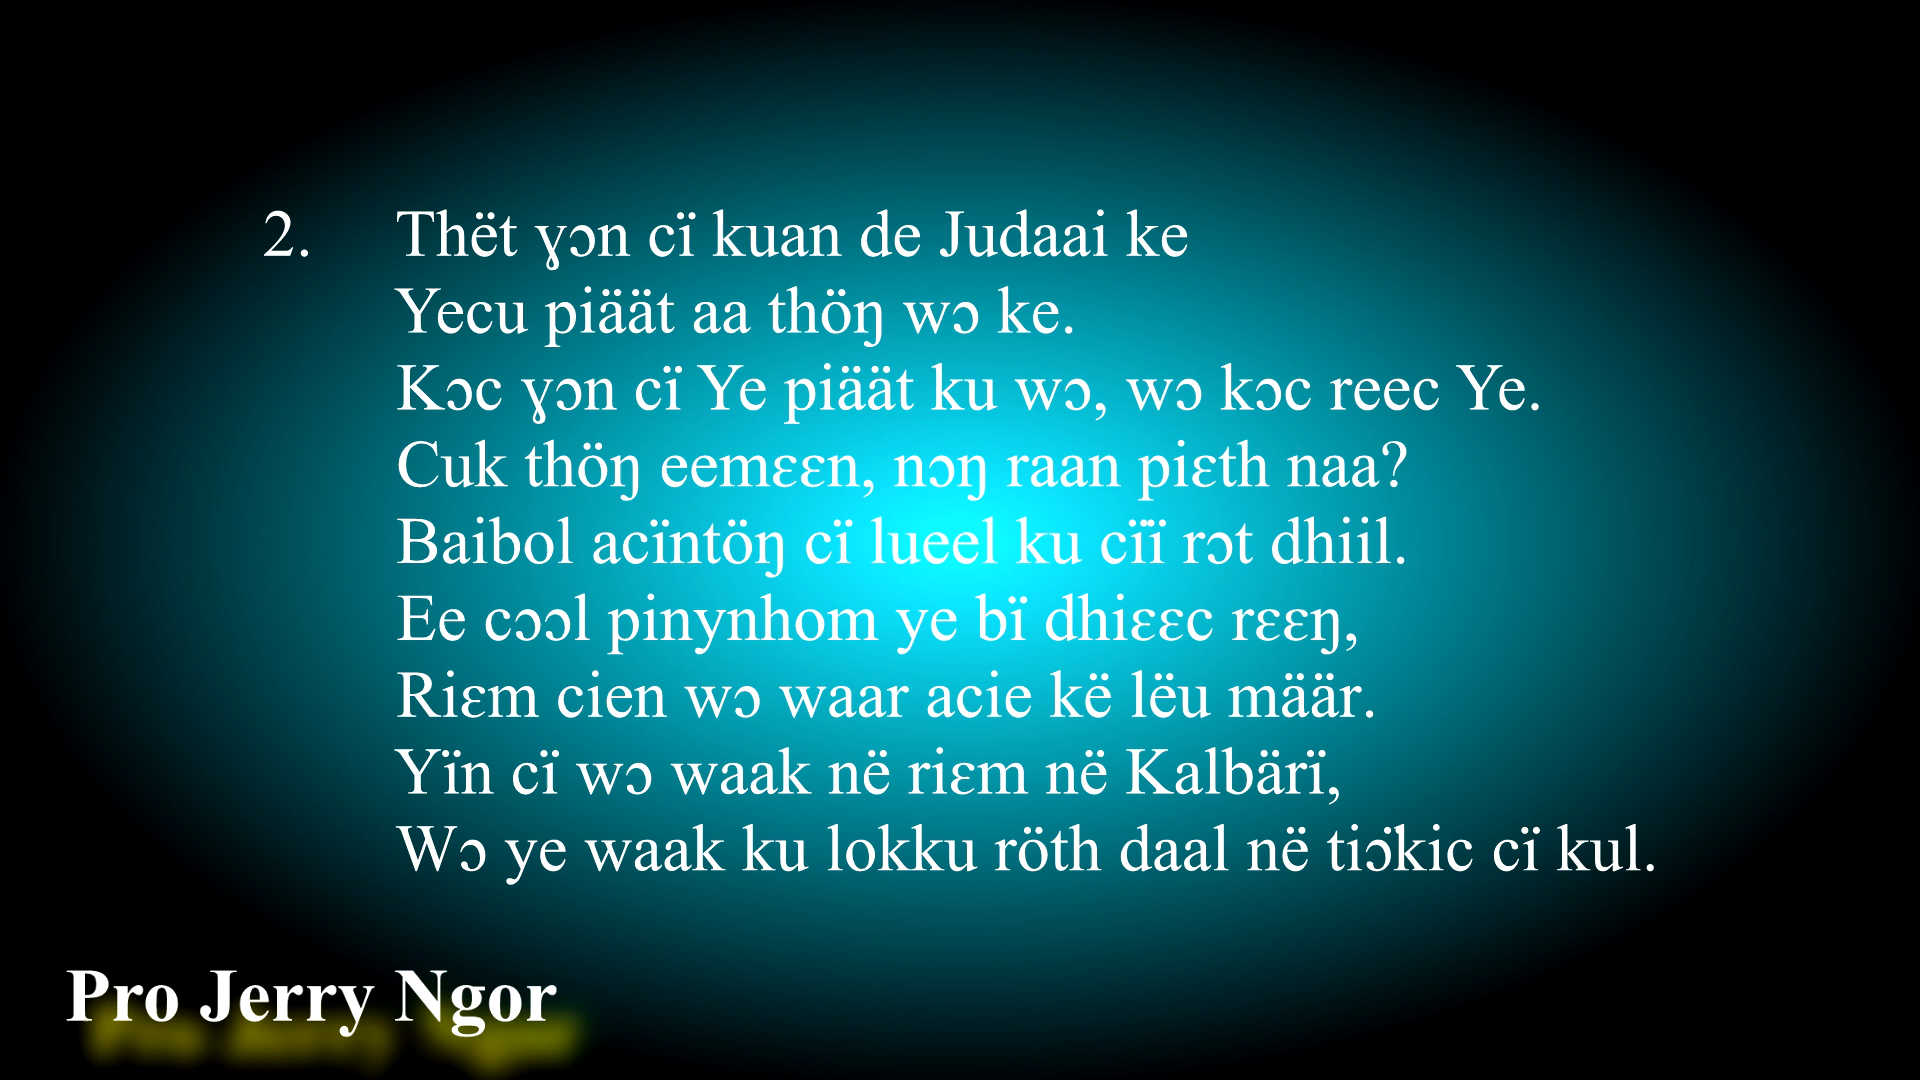 2. Thët ɣɔn cï kuan de Judaai ke
Yecu piäät aa thöŋ wɔ ke.
Kɔc ɣɔn cï Ye piäät ku wɔ, wɔ kɔc reec Ye.
Cuk thöŋ eemɛɛn, nɔŋ raan piɛth naa?
Baibol acïntöŋ cï lueel ku cïï rɔt dhiil.
Ee cɔɔl pinynhom ye bï dhiɛɛc rɛɛŋ,
Riɛm cien wɔ waar acie kë lëu määr.
Yïn cï wɔ waak në riɛm në Kalbärï,
Wɔ ye waak ku lokku röth daal në tiɔ̈kic cï kul.
Pro Jerry Ngor